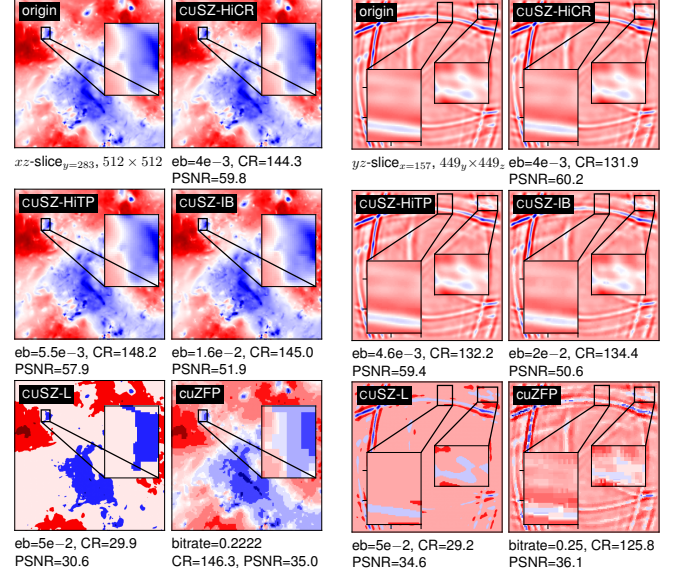 origin
cuSZ-HiCR
xz-slice_{y=283}, 512 × 512
eb=4e−3, CR=144.3
PSNR=59.8
cuSZ-HiTP
cuSZ-IB
eb=5.5e−3, CR=148.2
PSNR=57.9
eb=1.6e−2, CR=145.0
PSNR=51.9
cuSZ-L
cuZFP
eb=5e−2, CR=29.9
PSNR=30.6
bitrate=0.2222
CR=146.3, PSNR=35.0
origin
cuSZ-HiCR
yz-slice_{x=157}, 449_y×449_z
eb=4e−3, CR=131.9
PSNR=60.2
cuSZ-HiTP
cuSZ-IB
eb=4.6e−3, CR=132.2
PSNR=59.4
eb=2e−2, CR=134.4
PSNR=50.6
cuSZ-L
cuZFP
eb=5e−2, CR=29.2
PSNR=34.6
bitrate=0.25, CR=125.8
PSNR=36.1